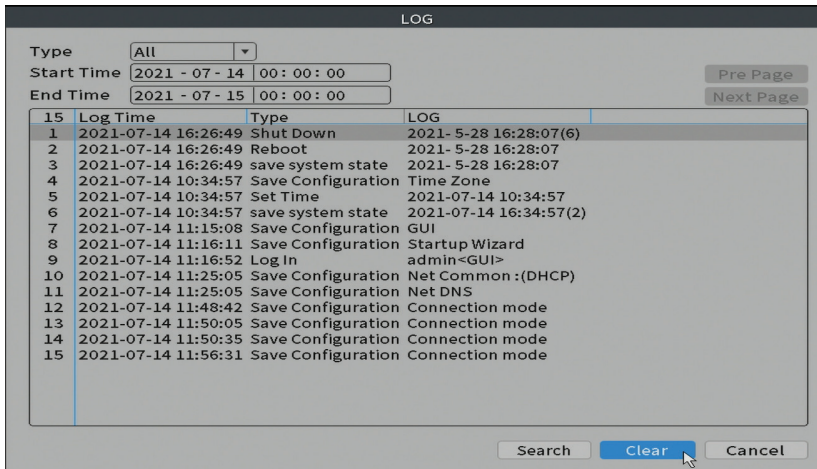 LOG
Type All
Start Time 2021 - 07 - 14 00 : 00 : 00 Pre Page
End Time 2021 - 07 - 15 00 : 00 : 00 Next Page
15 Log Time Type LOG
1 2021-07-14 16:26:49 Shut Down 2021- 5-28 16:28:07(6)
2 2021-07-14 16:26:49 Reboot 2021- 5-28 16:28:07
3 2021-07-14 16:26:49 save system state 2021- 5-28 16:28:07
4 2021-07-14 10:34:57 Save Configuration Time Zone
5 2021-07-14 10:34:57 Set Time 2021-07-14 10:34:57
6 2021-07-14 10:34:57 save system state 2021-07-14 16:34:57(2)
7 2021-07-14 11:15:08 Save Configuration GUI
8 2021-07-14 11:16:11 Save Configuration Startup Wizard
9 2021-07-14 11:16:52 Log In admin<GUI>
10 2021-07-14 11:25:05 Save Configuration Net Common :(DHCP)
11 2021-07-14 11:25:05 Save Configuration Net DNS
12 2021-07-14 11:48:42 Save Configuration Connection mode
13 2021-07-14 11:50:05 Save Configuration Connection mode
14 2021-07-14 11:50:35 Save Configuration Connection mode
15 2021-07-14 11:56:31 Save Configuration Connection mode
Search Clear Cancel